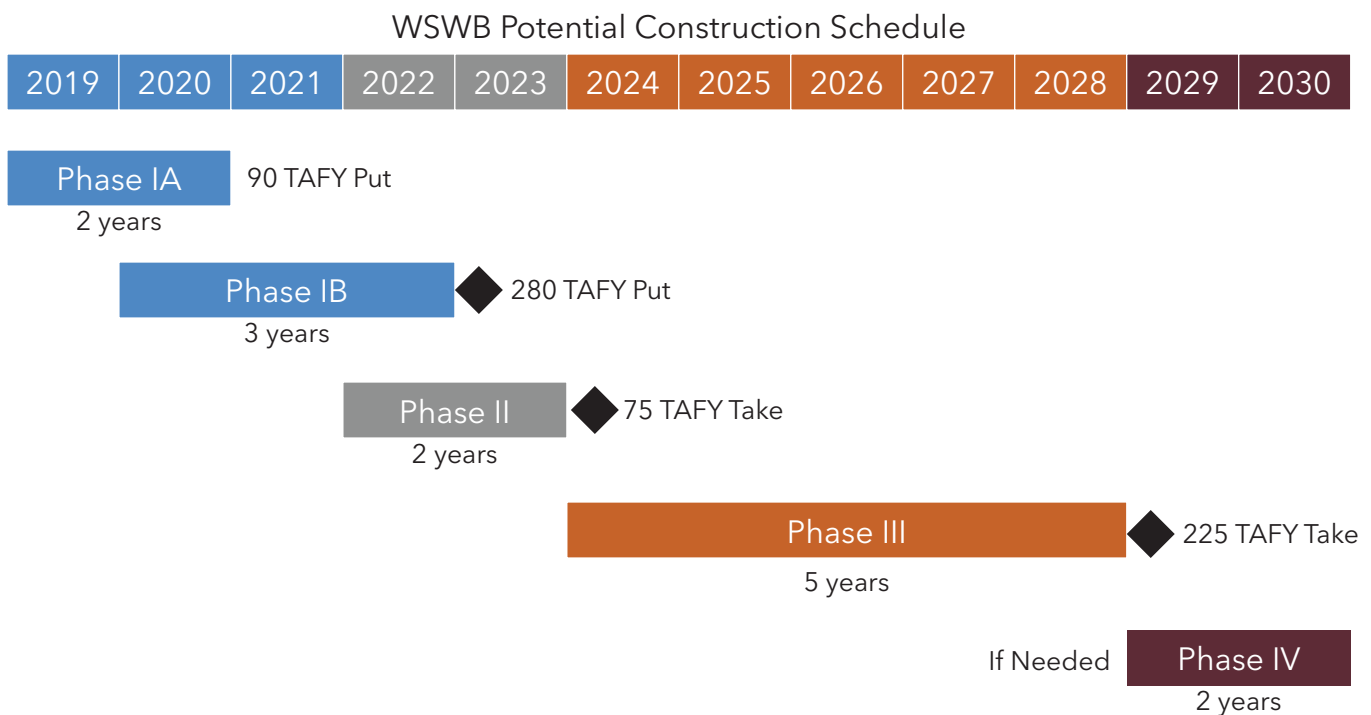 WSWB Potential Construction Schedule
2019 2020 2021 2022 2023 2024 2025 2026 2027 2028 2029 2030
Phase IA 90 TAFY Put
2 years
Phase IB 280 TAFY Put
3 years
Phase II 75 TAFY Take
2 years
Phase III 225 TAFY Take
5 years
If Needed Phase IV
2 years